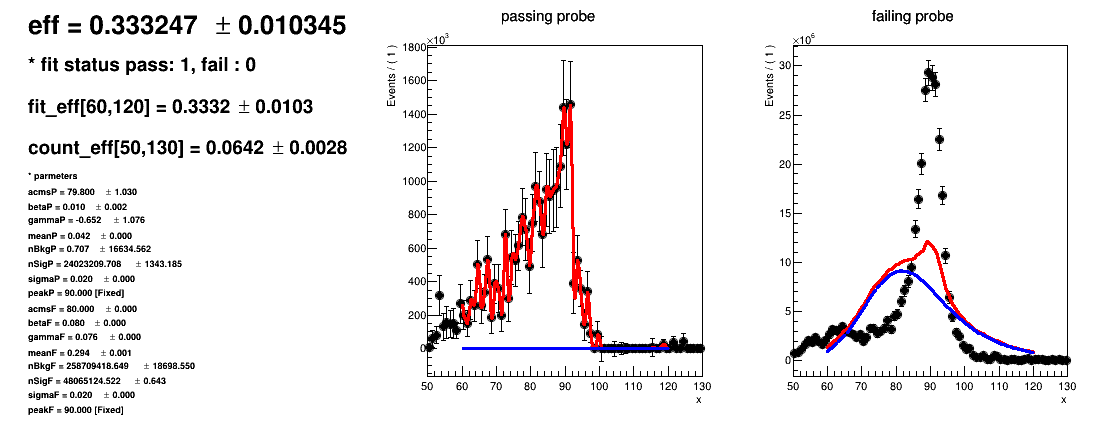 eff = 0.333247 ± 0.010345
* fit status pass: 1, fail : 0
fit_eff[60,120] = 0.3332 ± 0.0103
count_eff[50,130] = 0.0642 ± 0.0028
* parmeters
acmsP = 79.800 ± 1.030
betaP = 0.010 ± 0.002
gammaP = -0.652 ± 1.076
meanP = 0.042 ± 0.000
nBkgP = 0.707 ± 16634.562
nSigP = 24023209.708 ± 1343.185
sigmaP = 0.020 ± 0.000
peakP = 90.000 [Fixed]
acmsF = 80.000 ± 0.000
betaF = 0.080 ± 0.000
gammaF = 0.076 ± 0.000
meanF = 0.294 ± 0.001
nBkgF = 258709418.649 ± 18698.550
nSigF = 48065124.522 ± 0.643
sigmaF = 0.020 ± 0.000
peakF = 90.000 [Fixed]
passing probe
×10³
Events / ( 1 )
1800
1600
1400
1200
1000
800
600
400
200
0
50 60 70 80 90 100 110 120 130
x
failing probe
×10⁶
Events / ( 1 )
30
25
20
15
10
5
0
50 60 70 80 90 100 110 120 130
x